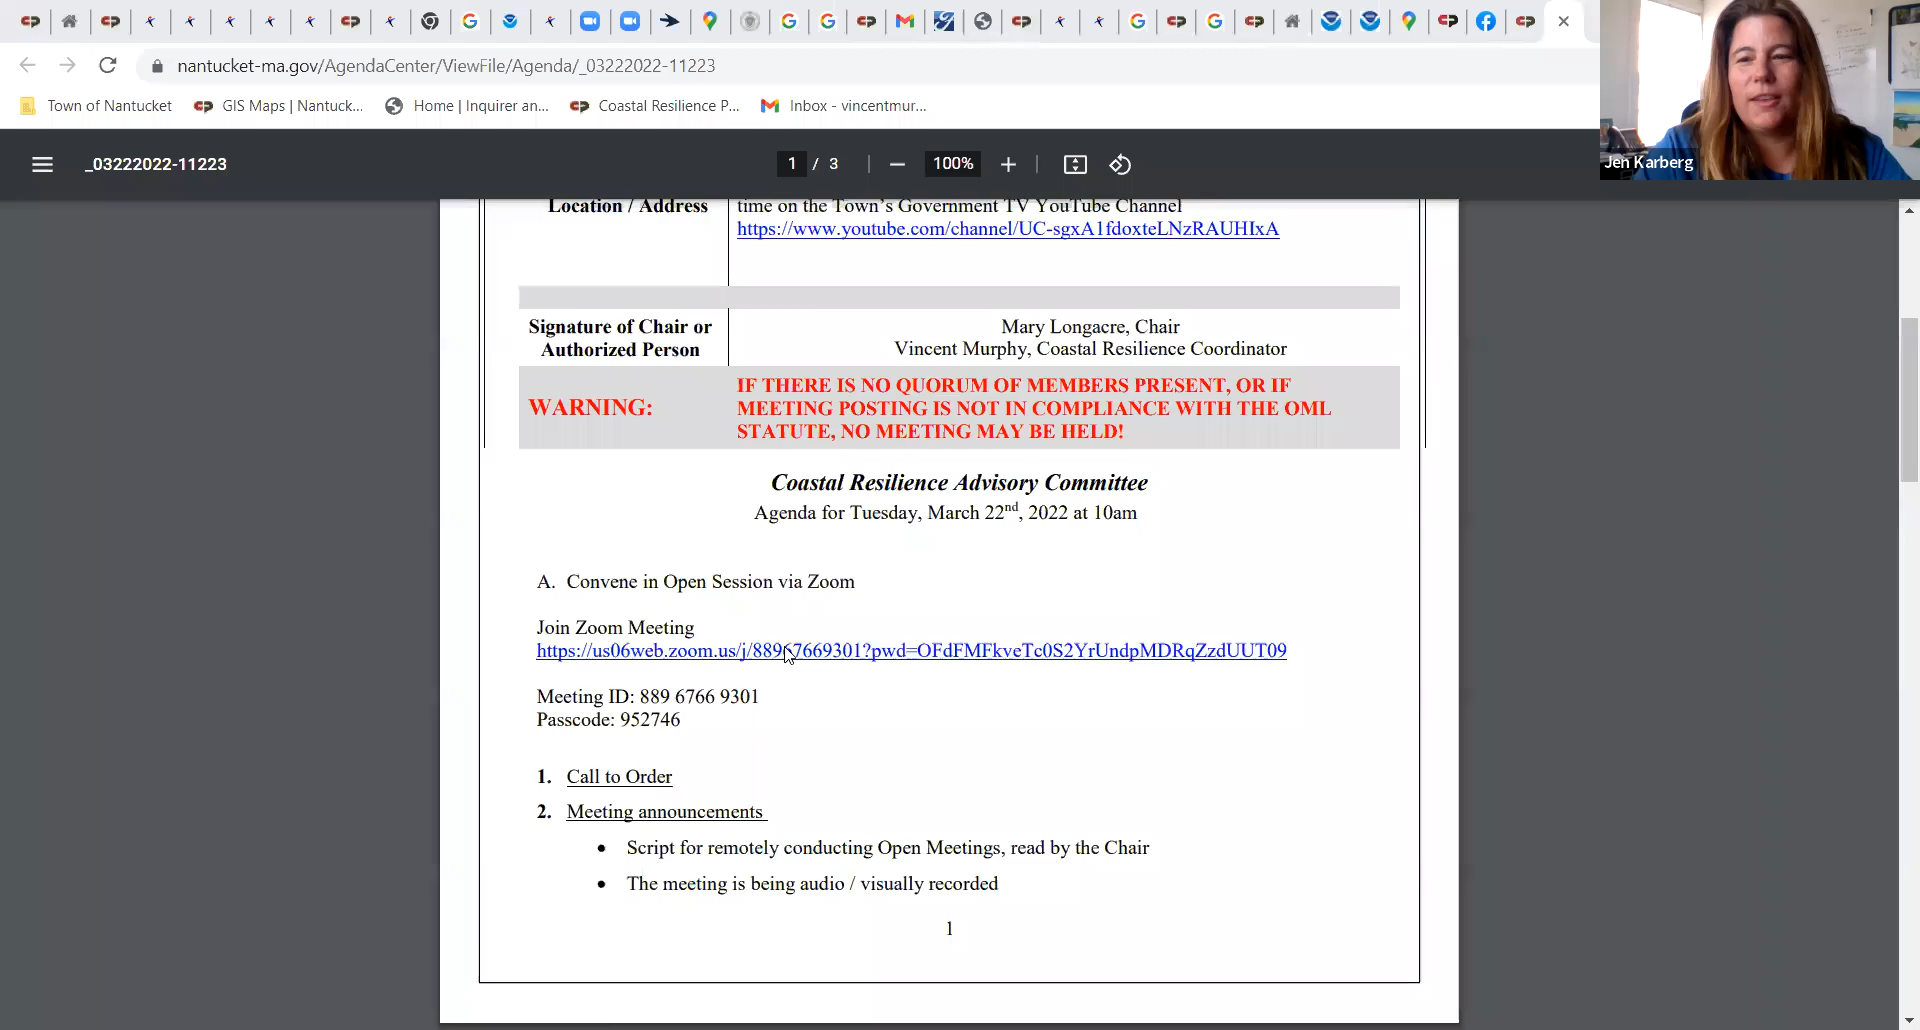 nantucket-ma.gov/AgendaCenter/ViewFile/Agenda/_03222022-11223
Town of Nantucket
GIS Maps | Nantuck...
Home | Inquirer an...
Coastal Resilience P...
Inbox - vincentmur...
Jen Karberg
_03222022-11223
1 / 3
100%
Location / Address
time on the Town's Government TV YouTube Channel
https://www.youtube.com/channel/UC-sgxA1fdoxteLNzRAUHIxA
Signature of Chair or
Authorized Person
Mary Longacre, Chair
Vincent Murphy, Coastal Resilience Coordinator
WARNING:
IF THERE IS NO QUORUM OF MEMBERS PRESENT, OR IF
MEETING POSTING IS NOT IN COMPLIANCE WITH THE OML
STATUTE, NO MEETING MAY BE HELD!
Coastal Resilience Advisory Committee
Agenda for Tuesday, March 22nd, 2022 at 10am
A. Convene in Open Session via Zoom
Join Zoom Meeting
https://us06web.zoom.us/j/88967669301?pwd=OFdFMFkveTc0S2YrUndpMDRqZzdUUT09
Meeting ID: 889 6766 9301
Passcode: 952746
1. Call to Order
2. Meeting announcements
• Script for remotely conducting Open Meetings, read by the Chair
• The meeting is being audio / visually recorded
1